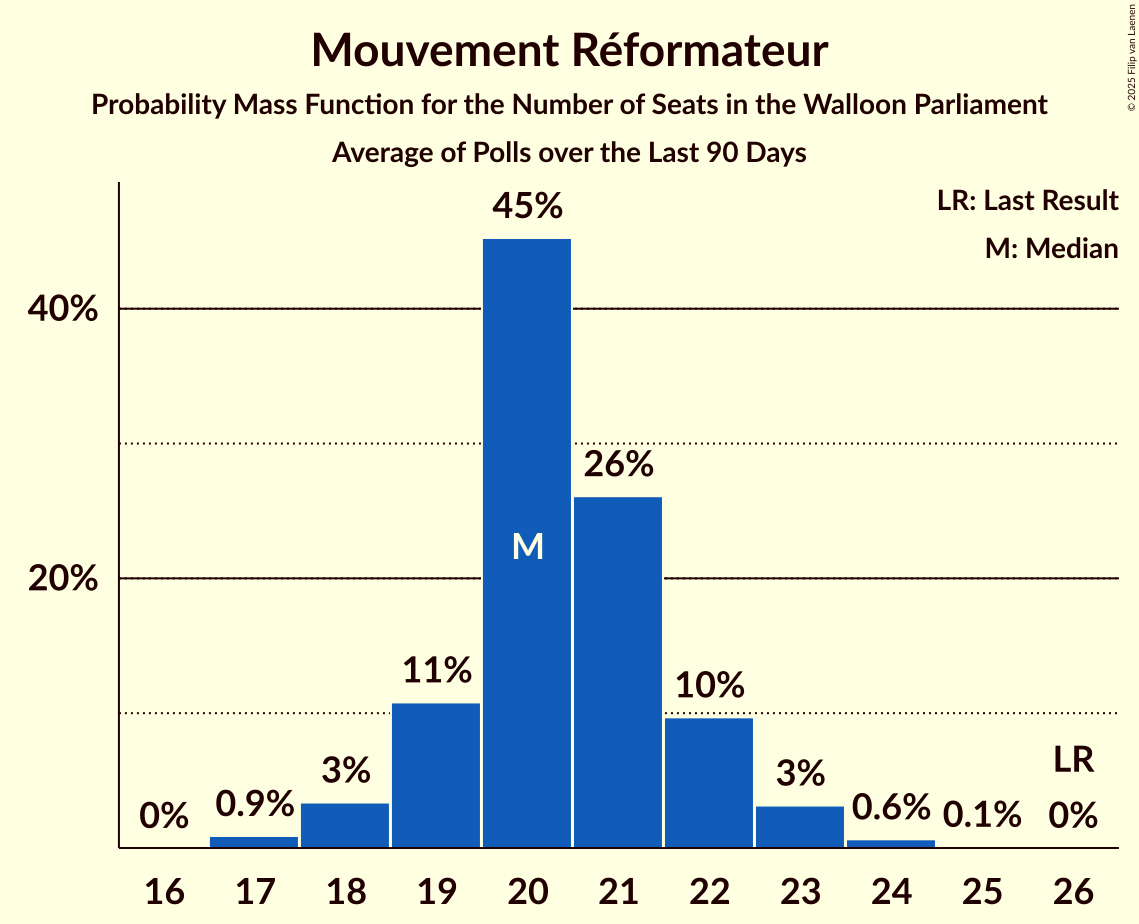 Mouvement Réformateur
Probability Mass Function for the Number of Seats in the Walloon Parliament
Average of Polls over the Last 90 Days
© 2025 Filip van Laenen
LR: Last Result
M: Median
40%
20%
0%
0.9%
3%
11%
45%
M
26%
10%
3%
0.6%
0.1%
LR
0%
16 17 18 19 20 21 22 23 24 25 26